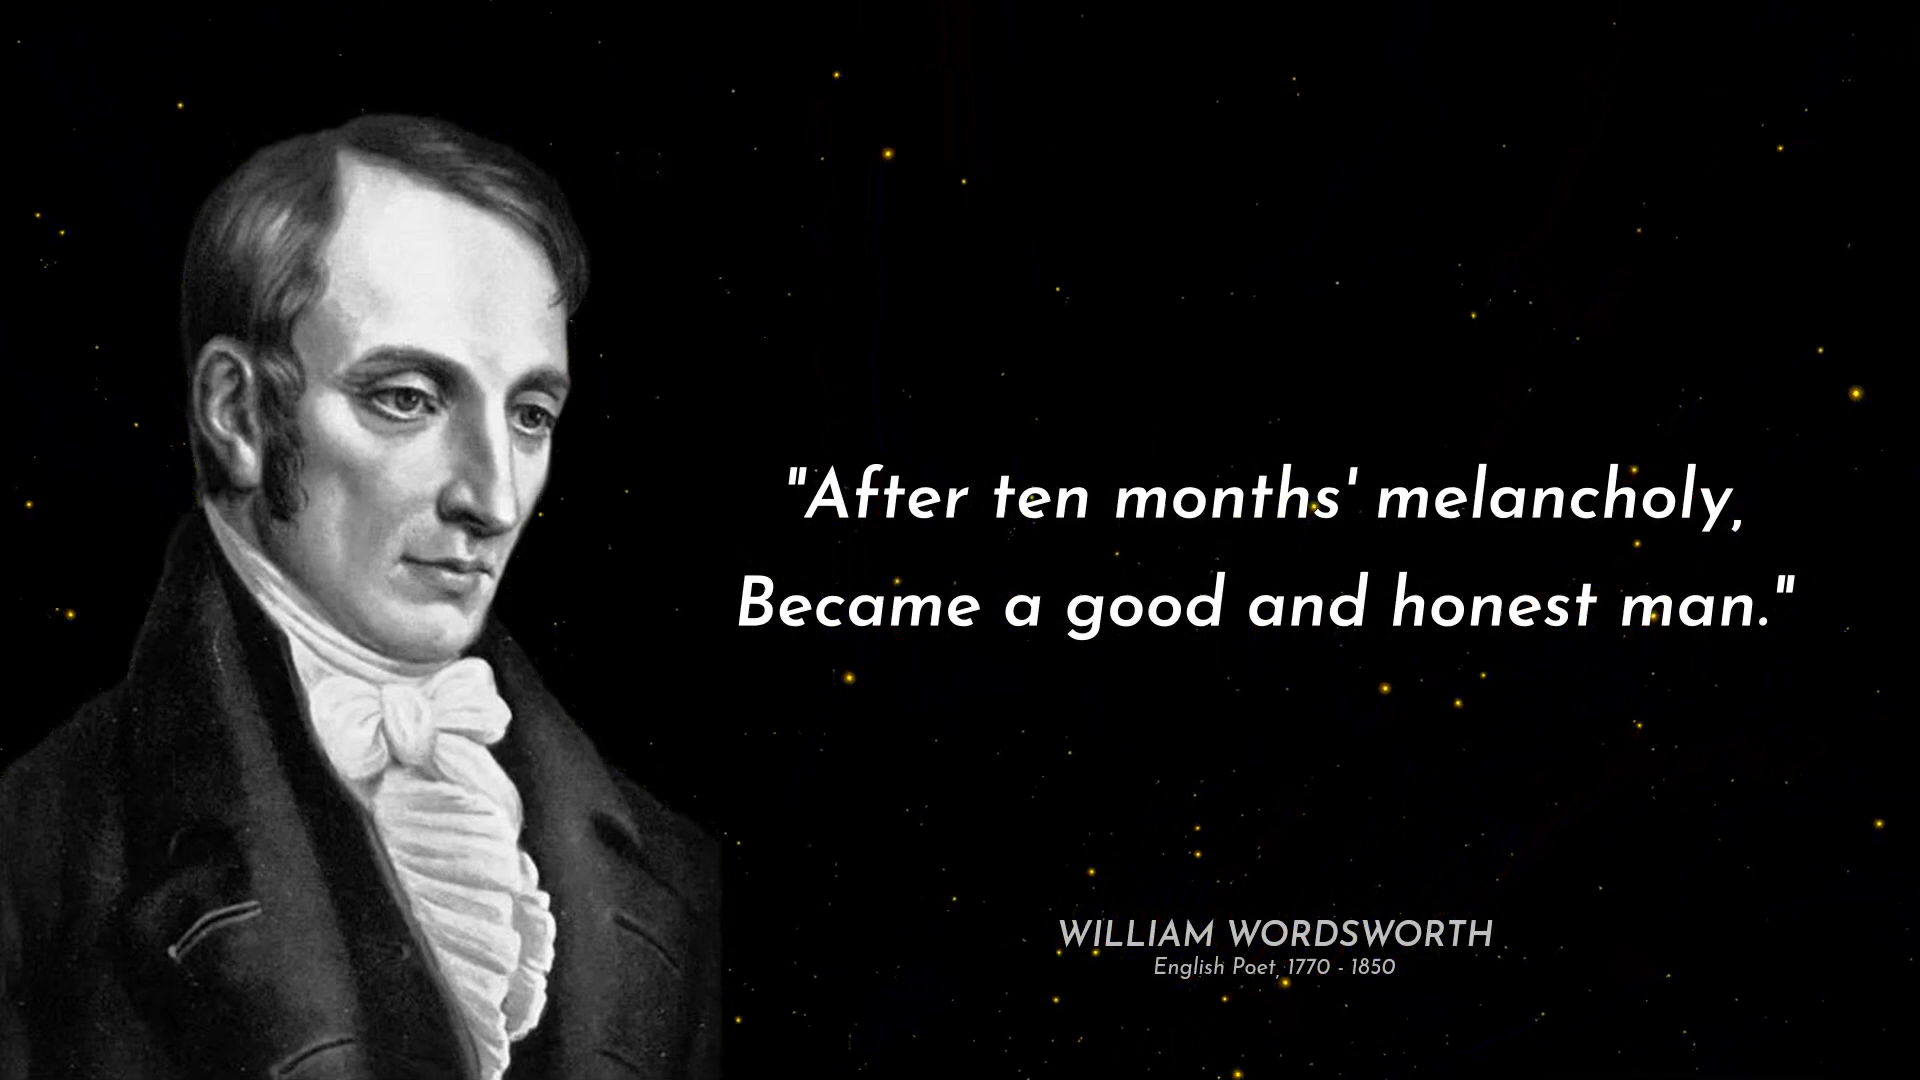 "After ten months' melancholy,
Became a good and honest man."
WILLIAM WORDSWORTH
English Poet, 1770 - 1850